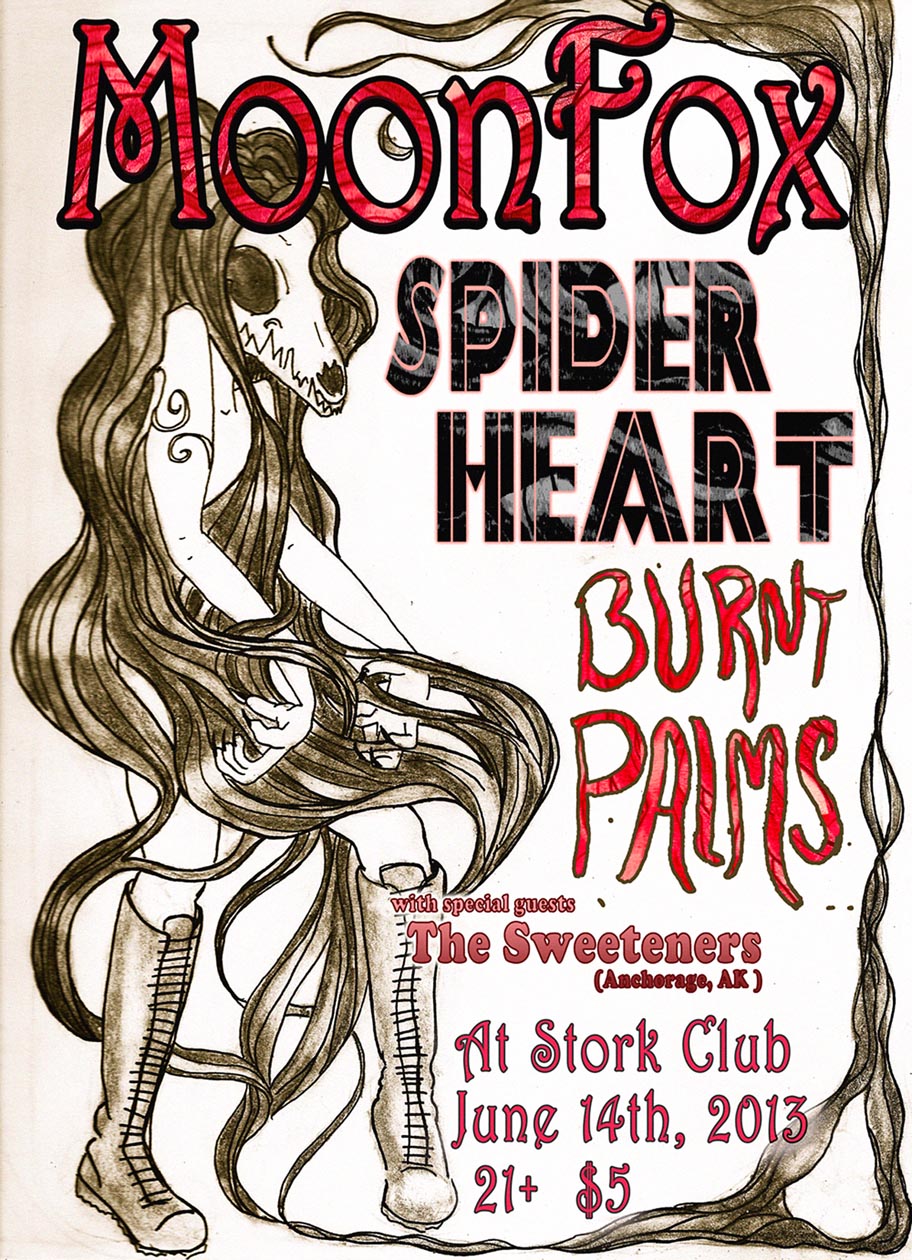 MoonFox
SPIDER
HEART
BURNT
PALMS
with special guests
The Sweeteners
(Anchorage, AK )
At Stork Club
June 14th, 2013
21+ $5